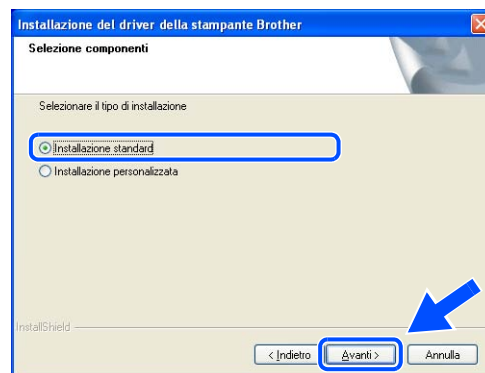 Installazione del driver della stampante Brother
Selezione componenti
Selezionare il tipo di installazione
Installazione standard
Installazione personalizzata
InstallShield
< Indietro Avanti > Annulla